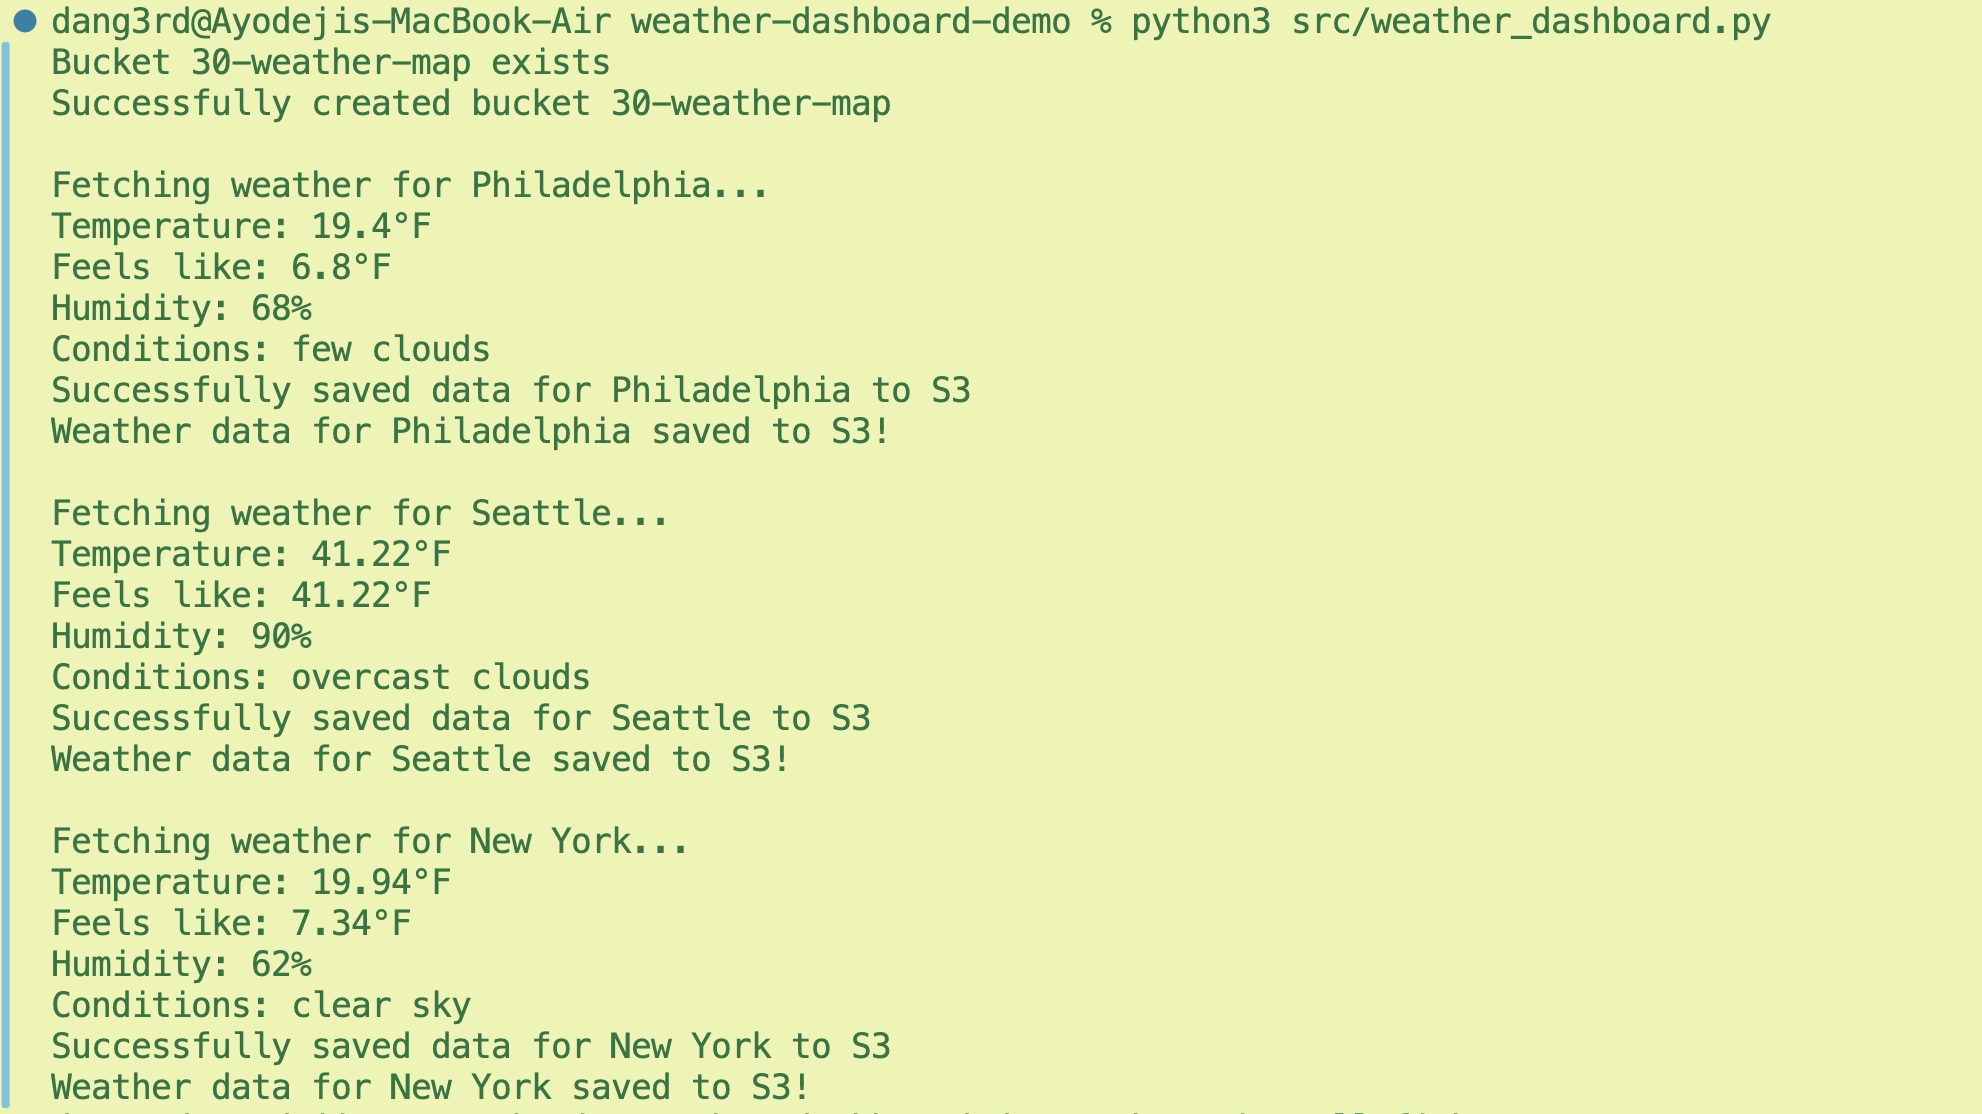 dang3rd@Ayodejis-MacBook-Air weather-dashboard-demo % python3 src/weather_dashboard.py
Bucket 30-weather-map exists
Successfully created bucket 30-weather-map
Fetching weather for Philadelphia...
Temperature: 19.4°F
Feels like: 6.8°F
Humidity: 68%
Conditions: few clouds
Successfully saved data for Philadelphia to S3
Weather data for Philadelphia saved to S3!
Fetching weather for Seattle...
Temperature: 41.22°F
Feels like: 41.22°F
Humidity: 90%
Conditions: overcast clouds
Successfully saved data for Seattle to S3
Weather data for Seattle saved to S3!
Fetching weather for New York...
Temperature: 19.94°F
Feels like: 7.34°F
Humidity: 62%
Conditions: clear sky
Successfully saved data for New York to S3
Weather data for New York saved to S3!